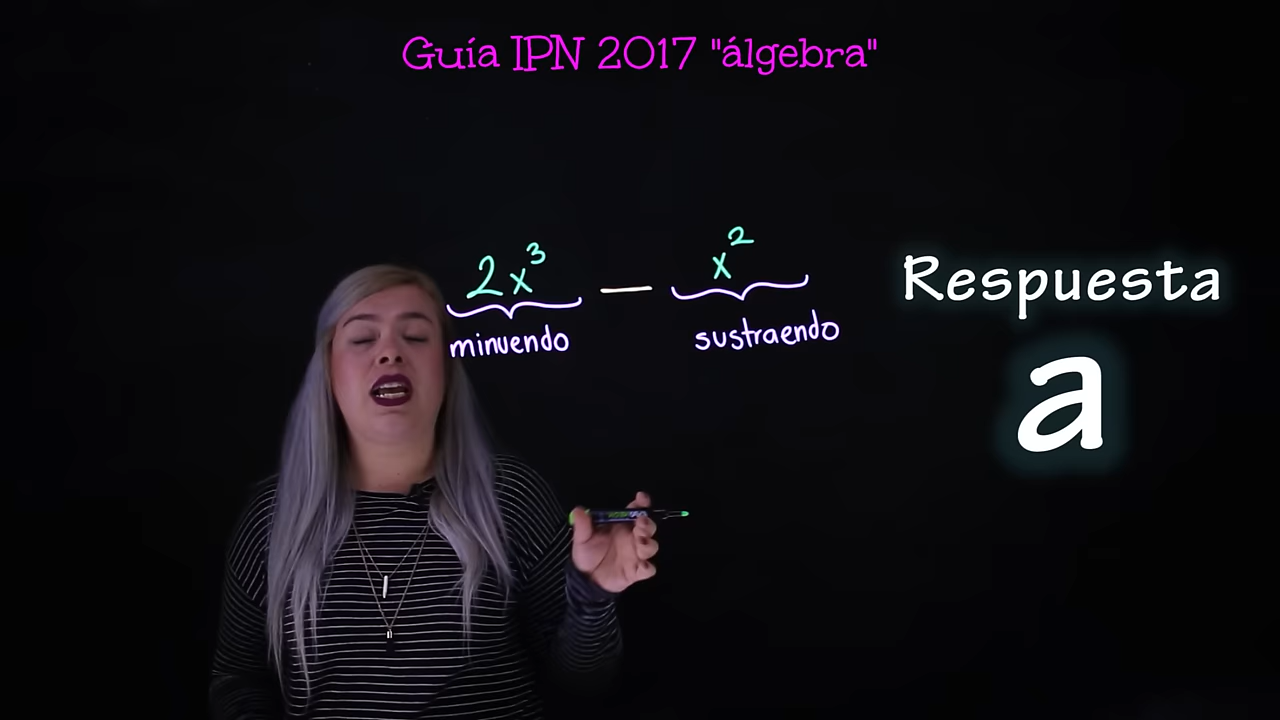 Guía IPN 2017 "álgebra"
2x³ — x²
minuendo sustraendo
Respuesta
a